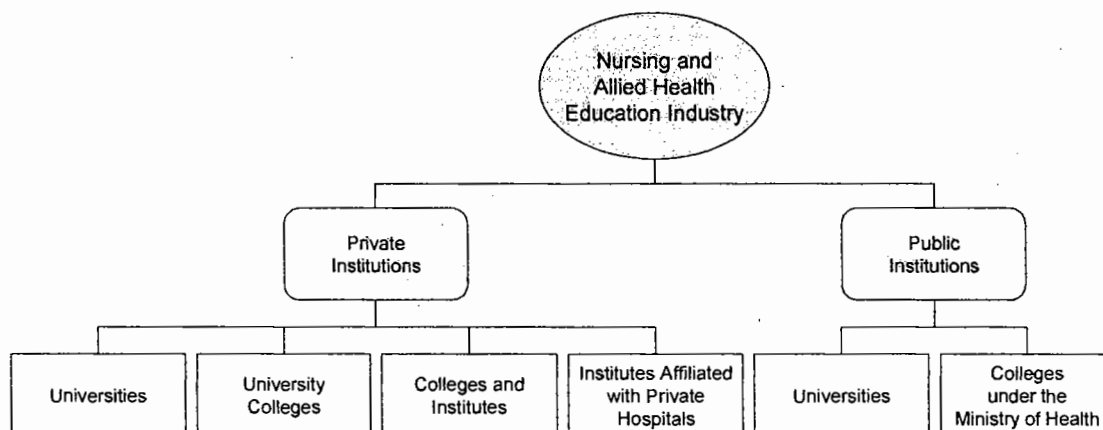 Nursing and
Allied Health
Education Industry
Private
Institutions
Public
Institutions
Universities
University
Colleges
Colleges and
Institutes
Institutes Affiliated
with Private
Hospitals
Universities
Colleges
under the
Ministry of Health